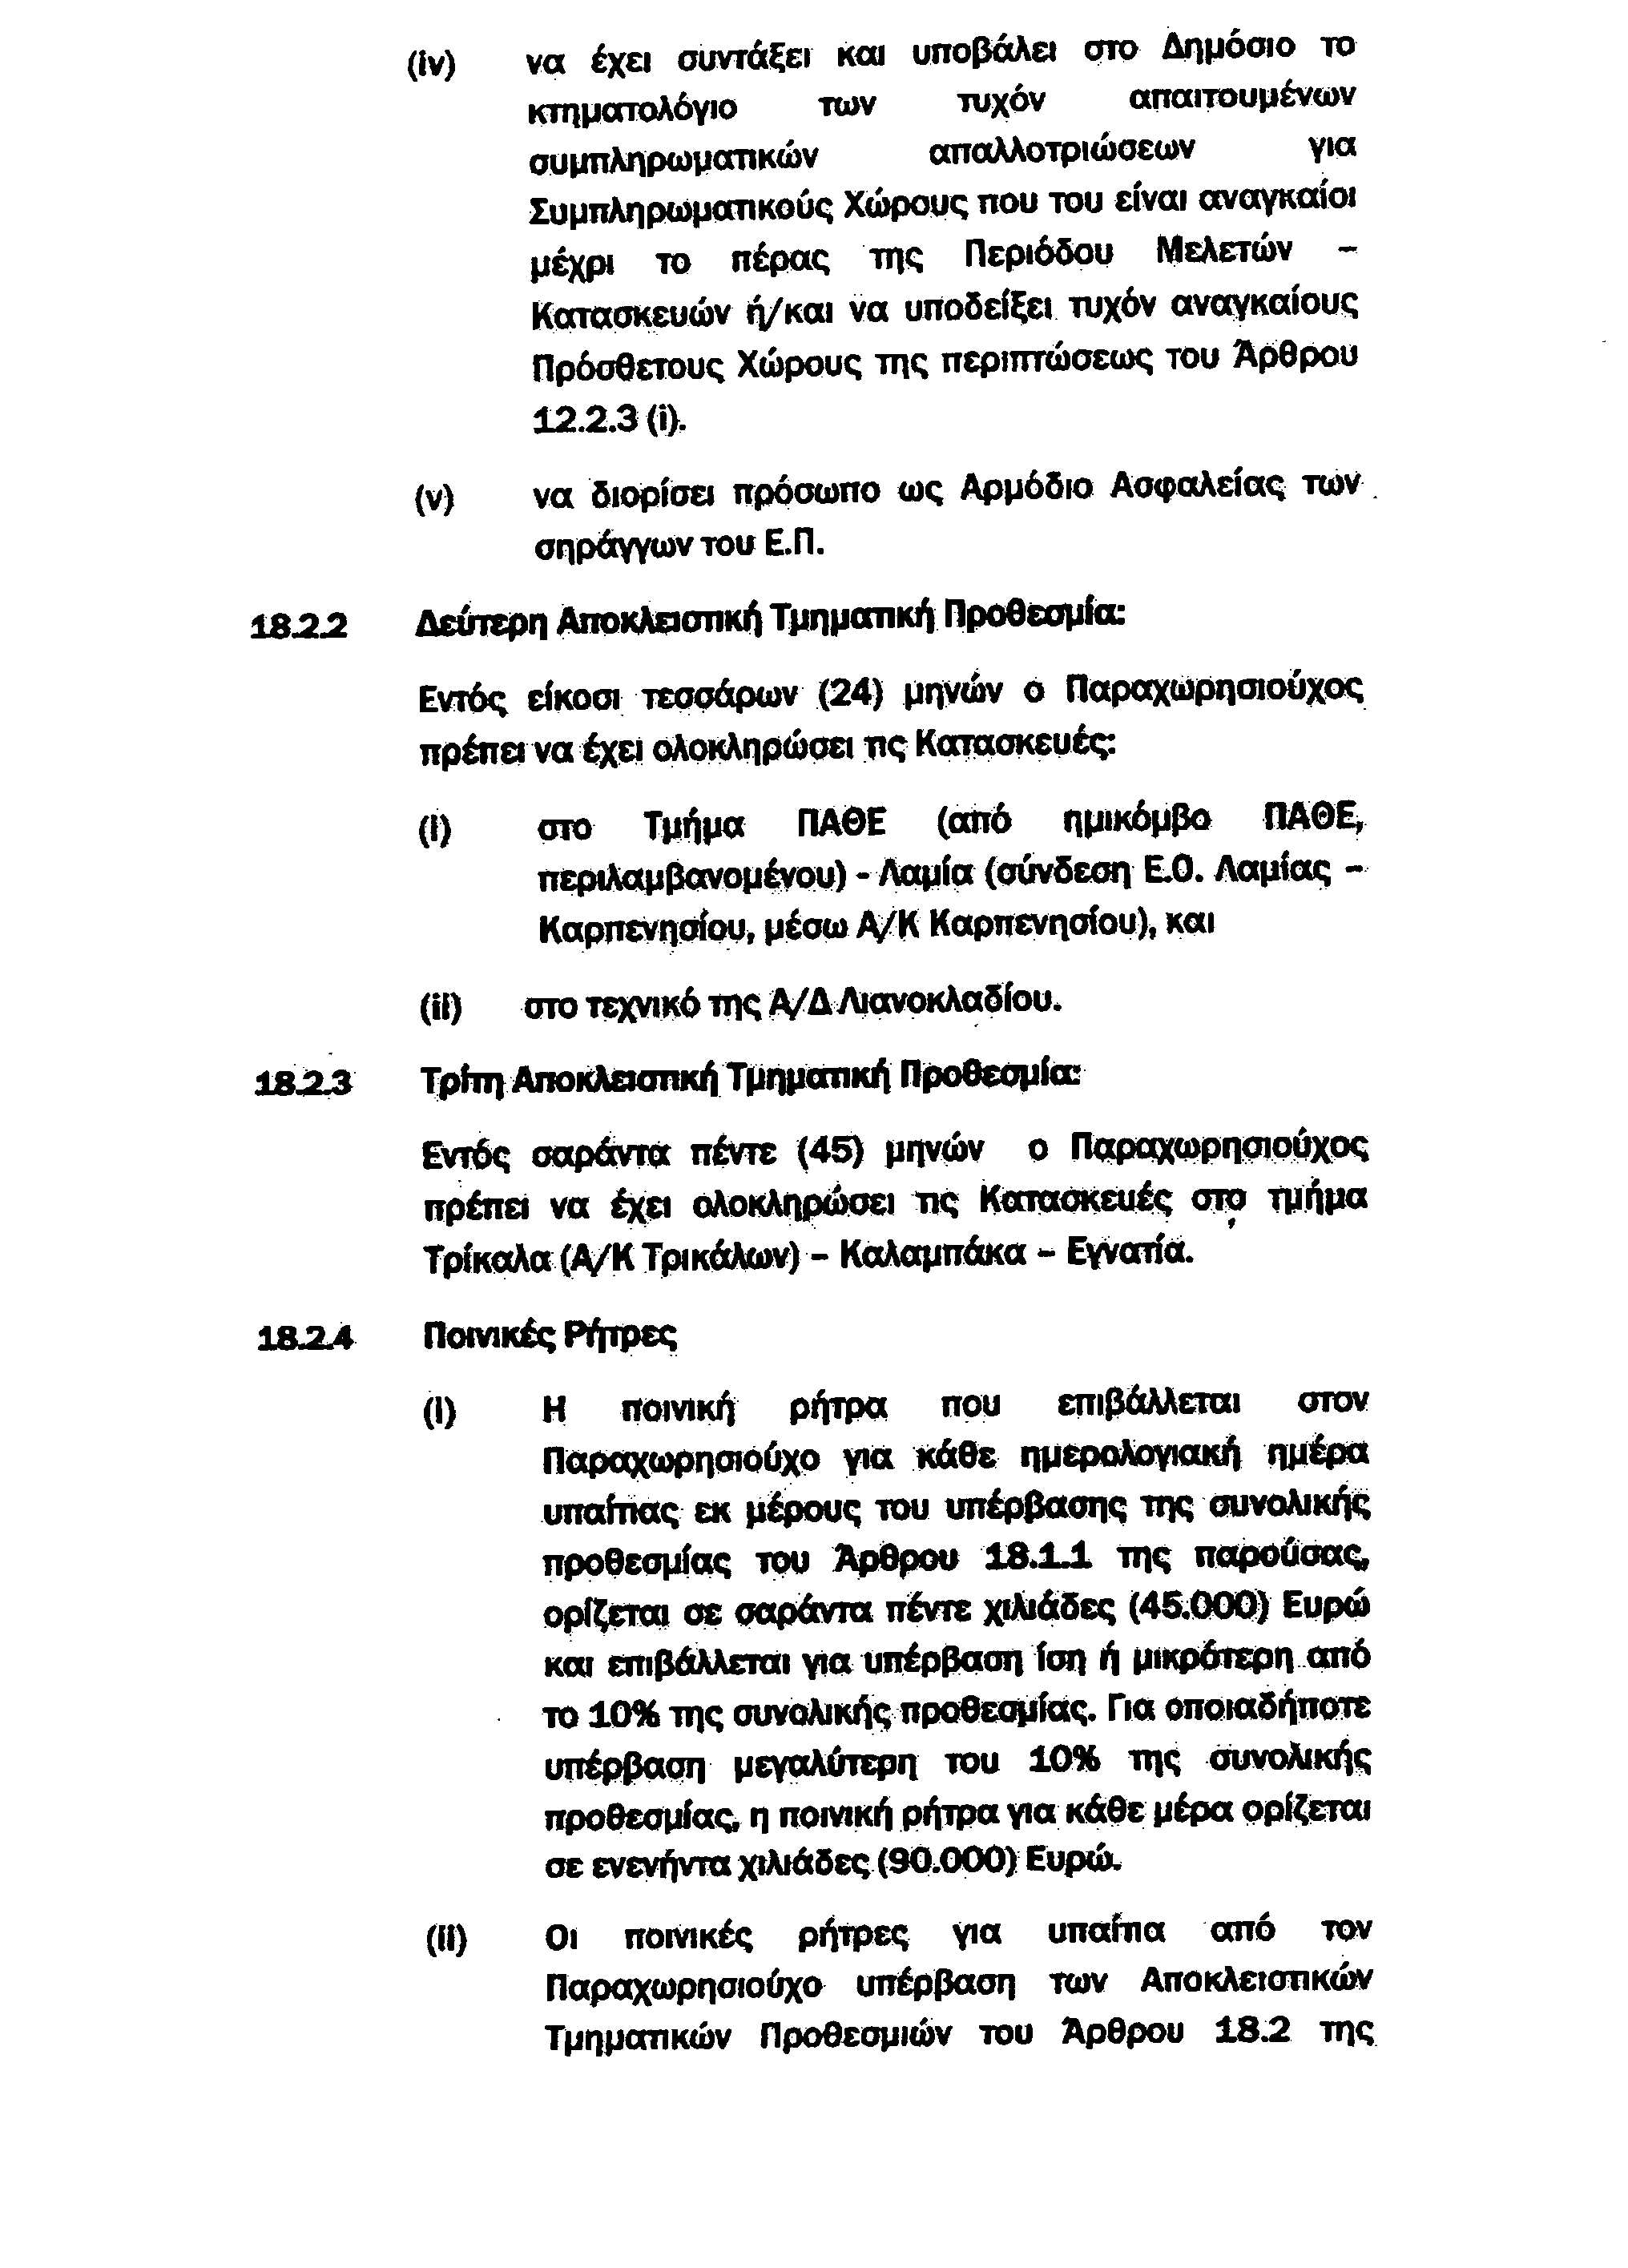 (iv) να έχει συντάξει και υποβάλει στο Δημόσιο το
κτηματολόγιο των τυχόν απαιτουμένων
συμπληρωματικών απαλλοτριώσεων για
Συμπληρωματικούς Χώρους που του είναι αναγκαίοι
μέχρι το πέρας της Περιόδου Μελετών –
Κατασκευών ή/και να υποδείξει τυχόν αναγκαίους
Πρόσθετους Χώρους της περιπτώσεως του Άρθρου
12.2.3 (i).
(v) να διορίσει πρόσωπο ως Αρμόδιο Ασφαλείας των
σηράγγων του Ε.Π.
18.2.2 Δεύτερη Αποκλειστική Τμηματική Προθεσμία:
Εντός είκοσι τεσσάρων (24) μηνών ο Παραχωρησιούχος
πρέπει να έχει ολοκληρώσει τις Κατασκευές:
(i) στο Τμήμα ΠΑΘΕ (από ημικόμβο ΠΑΘΕ,
περιλαμβανομένου) - Λαμία (σύνδεση Ε.Ο. Λαμίας –
Καρπενησίου, μέσω Α/Κ Καρπενησίου), και
(ii) στο τεχνικό της Α/Δ Λιανοκλαδίου.
18.2.3 Τρίτη Αποκλειστική Τμηματική Προθεσμία:
Εντός σαράντα πέντε (45) μηνών ο Παραχωρησιούχος
πρέπει να έχει ολοκληρώσει τις Κατασκευές στο τμήμα
Τρίκαλα (Α/Κ Τρικάλων) – Καλαμπάκα – Εγνατία.
18.2.4 Ποινικές Ρήτρες
(i) Η ποινική ρήτρα που επιβάλλεται στον
Παραχωρησιούχο για κάθε ημερολογιακή ημέρα
υπαίτιας εκ μέρους του υπέρβασης της συνολικής
προθεσμίας του Άρθρου 18.1.1 της παρούσας,
ορίζεται σε σαράντα πέντε χιλιάδες (45.000) Ευρώ
και επιβάλλεται για υπέρβαση ίση ή μικρότερη από
το 10% της συνολικής προθεσμίας. Για οποιαδήποτε
υπέρβαση μεγαλύτερη του 10% της συνολικής
προθεσμίας, η ποινική ρήτρα για κάθε μέρα ορίζεται
σε ενενήντα χιλιάδες (90.000) Ευρώ.
(ii) Οι ποινικές ρήτρες για υπαίτια από τον
Παραχωρησιούχο υπέρβαση των Αποκλειστικών
Τμηματικών Προθεσμιών του Άρθρου 18.2 της